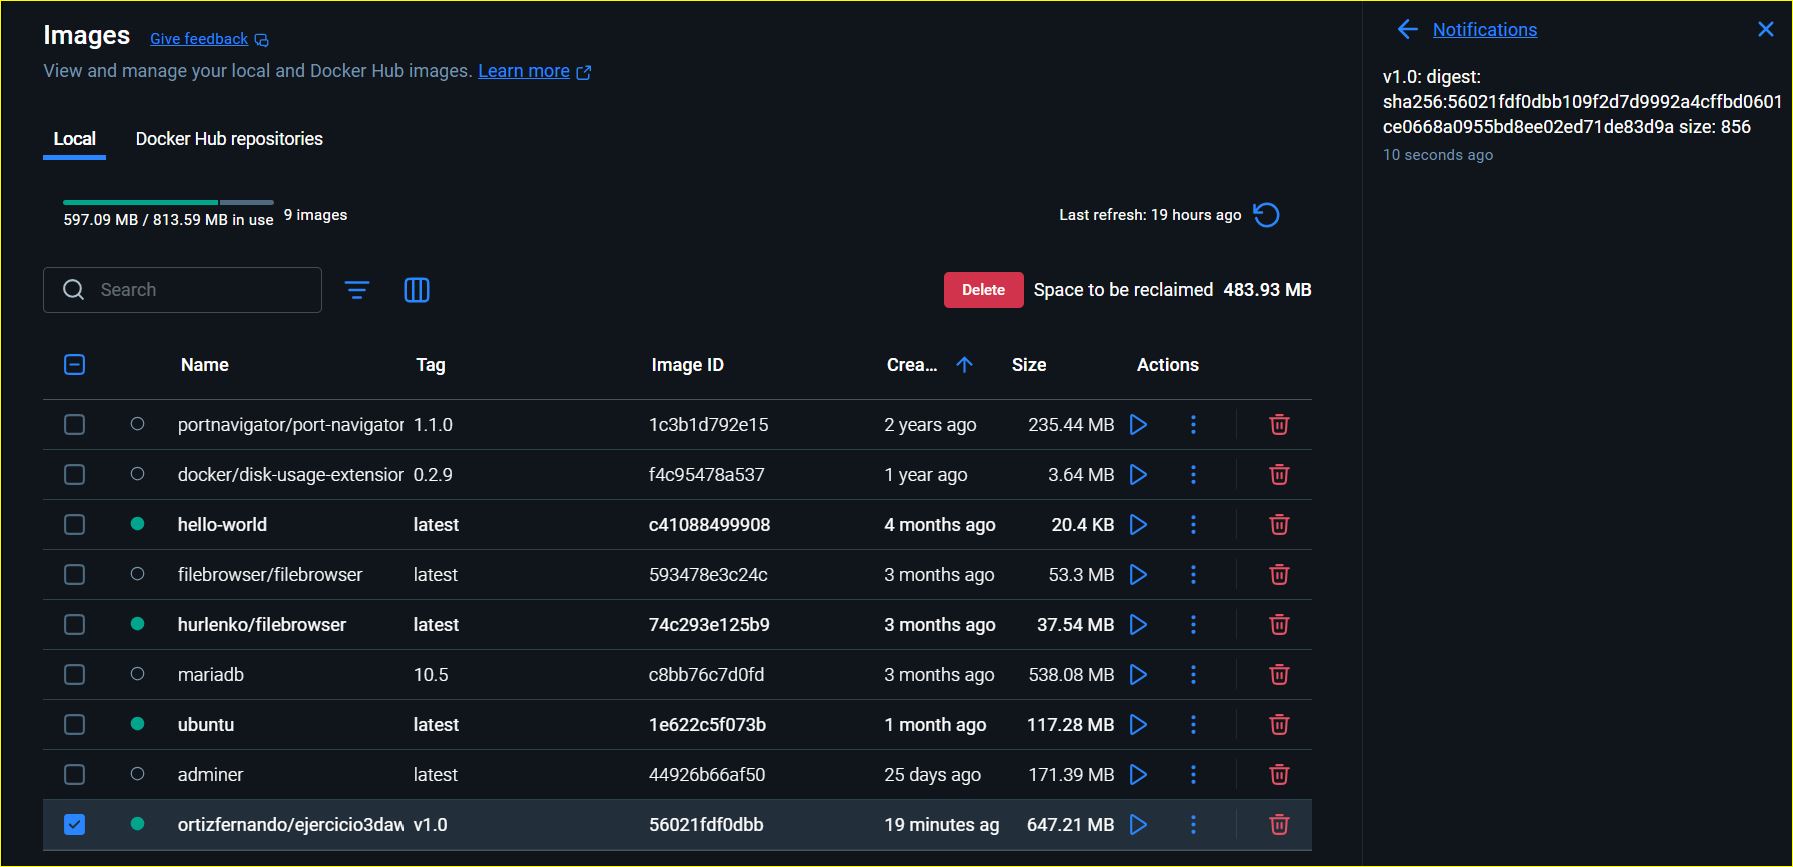 Images Give feedback
View and manage your local and Docker Hub images. Learn more
Local Docker Hub repositories
597.09 MB / 813.59 MB in use 9 images
Last refresh: 19 hours ago
Search
Delete Space to be reclaimed 483.93 MB
Name Tag Image ID Crea... Size Actions
portnavigator/port-navigator 1.1.0 1c3b1d792e15 2 years ago 235.44 MB
docker/disk-usage-extension 0.2.9 f4c95478a537 1 year ago 3.64 MB
hello-world latest c41088499908 4 months ago 20.4 KB
filebrowser/filebrowser latest 593478e3c24c 3 months ago 53.3 MB
hurlenko/filebrowser latest 74c293e125b9 3 months ago 37.54 MB
mariadb 10.5 c8bb76c7d0fd 3 months ago 538.08 MB
ubuntu latest 1e622c5f073b 1 month ago 117.28 MB
adminer latest 44926b66af50 25 days ago 171.39 MB
ortizfernando/ejercicio3daw v1.0 56021fdf0dbb 19 minutes ag 647.21 MB
Notifications
v1.0: digest:
sha256:56021fdf0dbb109f2d7d9992a4cffbd0601
ce0668a0955bd8ee02ed71de83d9a size: 856
10 seconds ago